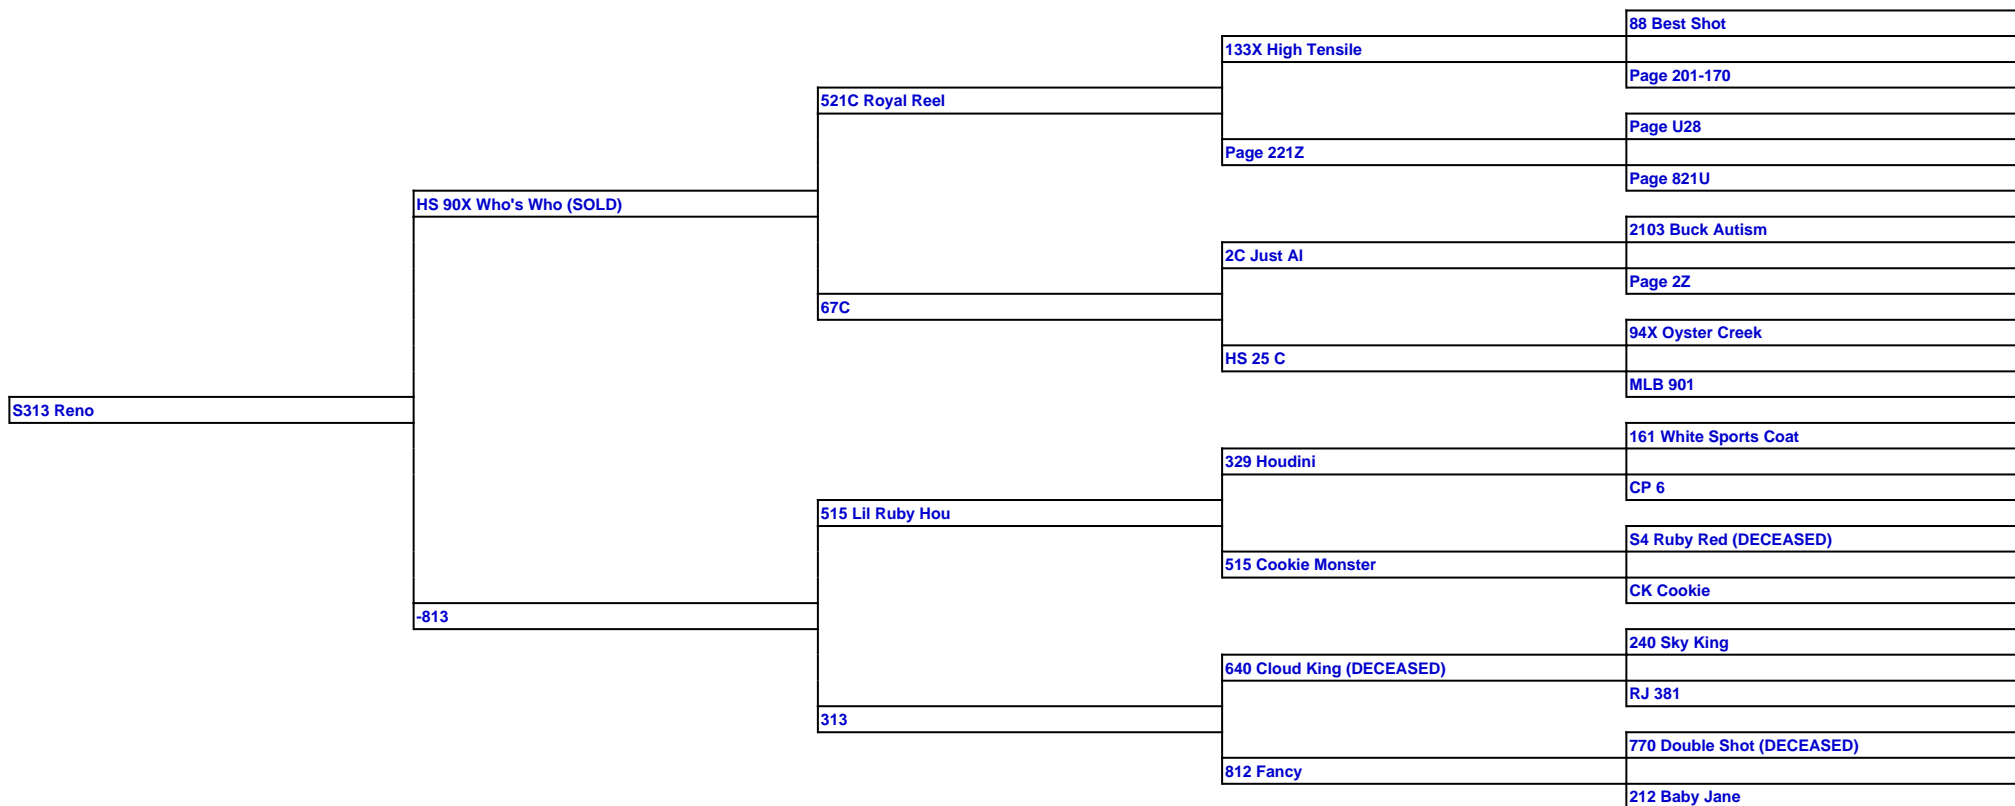 88 Best Shot
133X High Tensile
Page 201-170
521C Royal Reel
Page U28
Page 221Z
Page 821U
HS 90X Who's Who (SOLD)
2103 Buck Autism
2C Just AI
Page 2Z
67C
94X Oyster Creek
HS 25 C
MLB 901
S313 Reno
161 White Sports Coat
329 Houdini
CP 6
515 Lil Ruby Hou
S4 Ruby Red (DECEASED)
515 Cookie Monster
CK Cookie
-813
240 Sky King
640 Cloud King (DECEASED)
RJ 381
313
770 Double Shot (DECEASED)
812 Fancy
212 Baby Jane